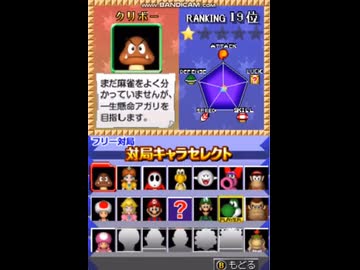 www.BANDICAM.com
クリボー
RANKING 19位
ATTACK
DEFENSE
LUCK
SPEED
SKILL
まだ麻雀をよく分
かっていませんが、
一生懸命アガリを
目指します。
フリー対局
対局キャラセレクト
?
PLAYER
Ⓑもどる